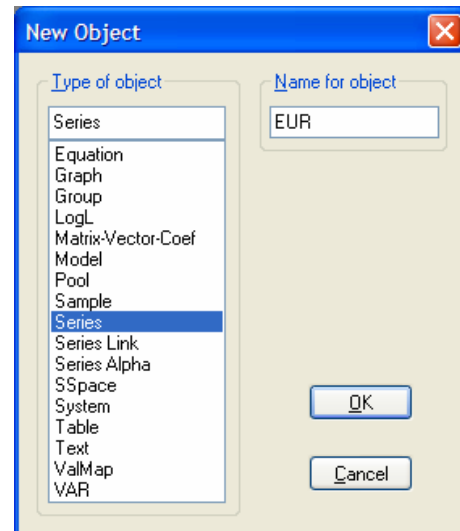 New Object
Type of object
Name for object
Series
EUR
Equation
Graph
Group
LogL
Matrix-Vector-Coef
Model
Pool
Sample
Series
Series Link
Series Alpha
SSpace
System
Table
Text
ValMap
VAR
OK
Cancel